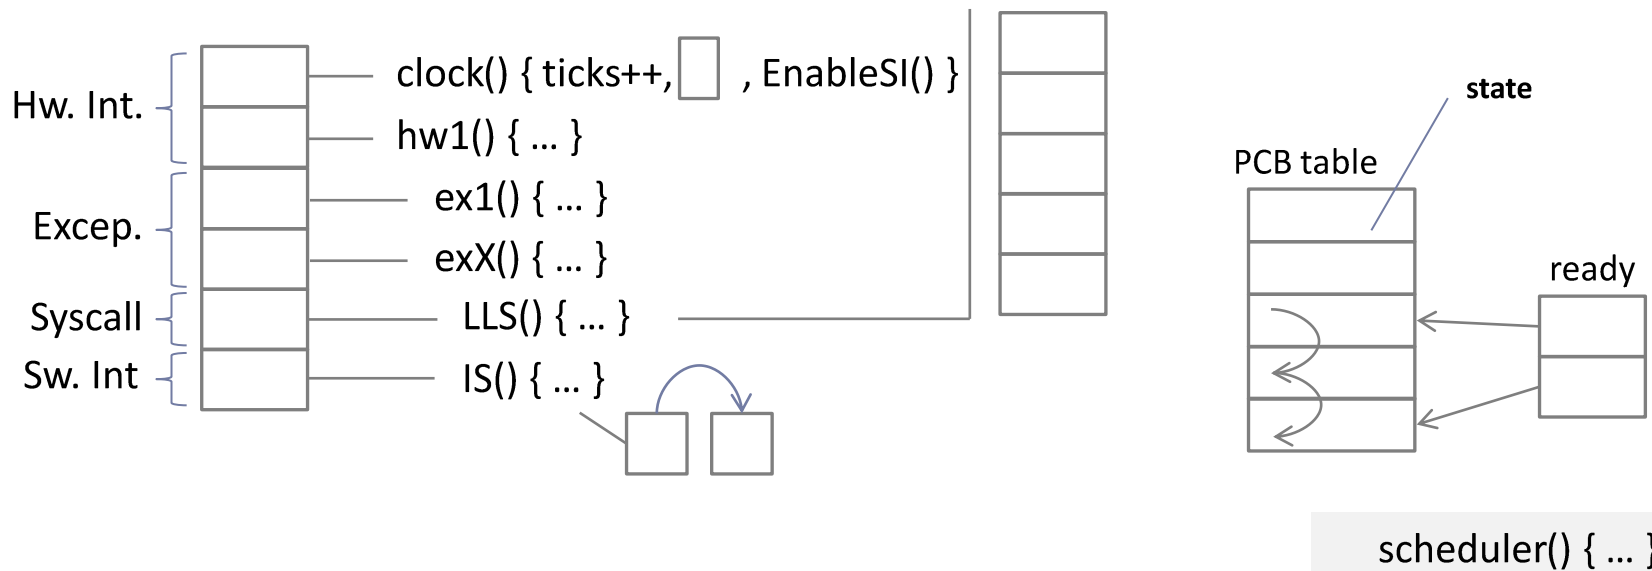 Hw. Int.
clock() { ticks++, , EnableSI() }
hw1() { ... }
Excep.
ex1() { ... }
exX() { ... }
Syscall
LLS() { ... }
Sw. Int
IS() { ... }
state
PCB table
ready
scheduler() { ... }